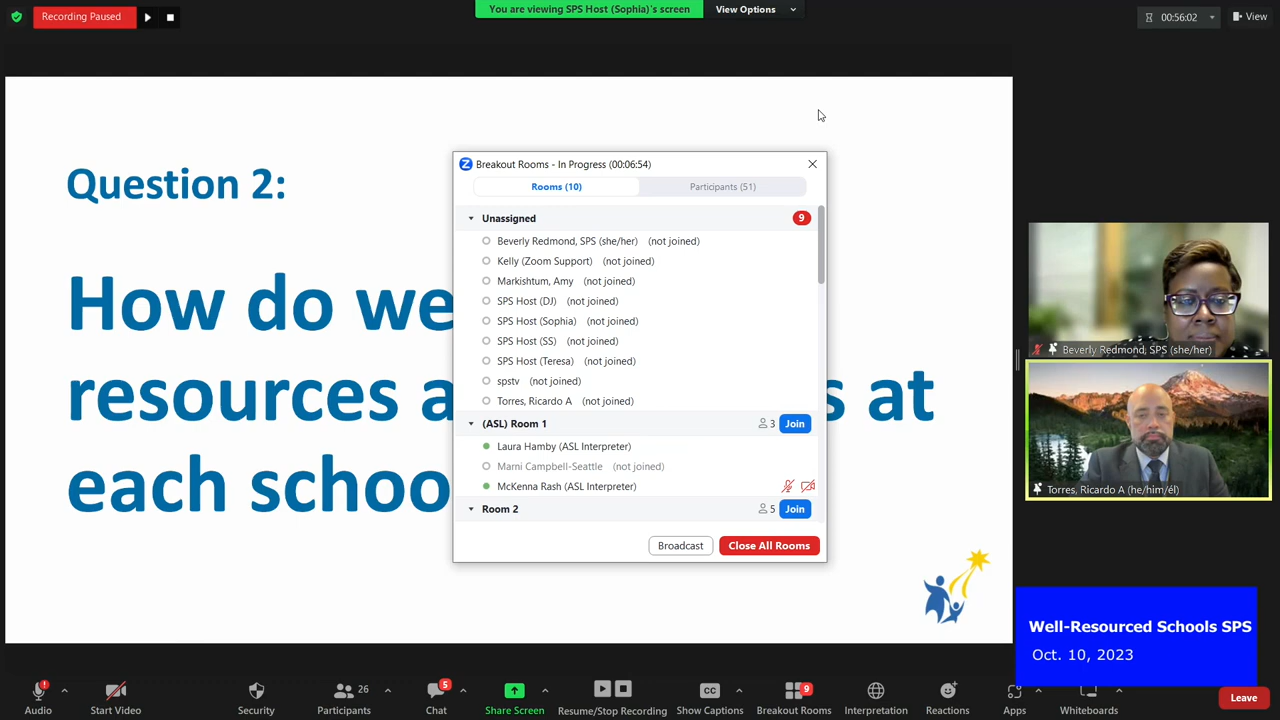 Recording Paused
You are viewing SPS Host (Sophia)'s screen
View Options
00:56:02
View
Question 2:
How do we
resources a
s at
each schoo
Breakout Rooms - In Progress (00:06:54)
Rooms (10)
Participants (51)
Unassigned
9
Beverly Redmond, SPS (she/her) (not joined)
Kelly (Zoom Support) (not joined)
Markishtum, Amy (not joined)
SPS Host (DJ) (not joined)
SPS Host (Sophia) (not joined)
SPS Host (SS) (not joined)
SPS Host (Teresa) (not joined)
spstv (not joined)
Torres, Ricardo A (not joined)
(ASL) Room 1
3
Join
Laura Hamby (ASL Interpreter)
Marni Campbell-Seattle (not joined)
McKenna Rash (ASL Interpreter)
Room 2
5
Join
Broadcast
Close All Rooms
Beverly Redmond, SPS (she/her)
Torres, Ricardo A (he/him/él)
Well-Resourced Schools SPS
Oct. 10, 2023
Audio
Start Video
Security
26
Participants
5
Chat
Share Screen
Resume/Stop Recording
CC
Show Captions
9
Breakout Rooms
Interpretation
Reactions
Apps
Whiteboards
Leave